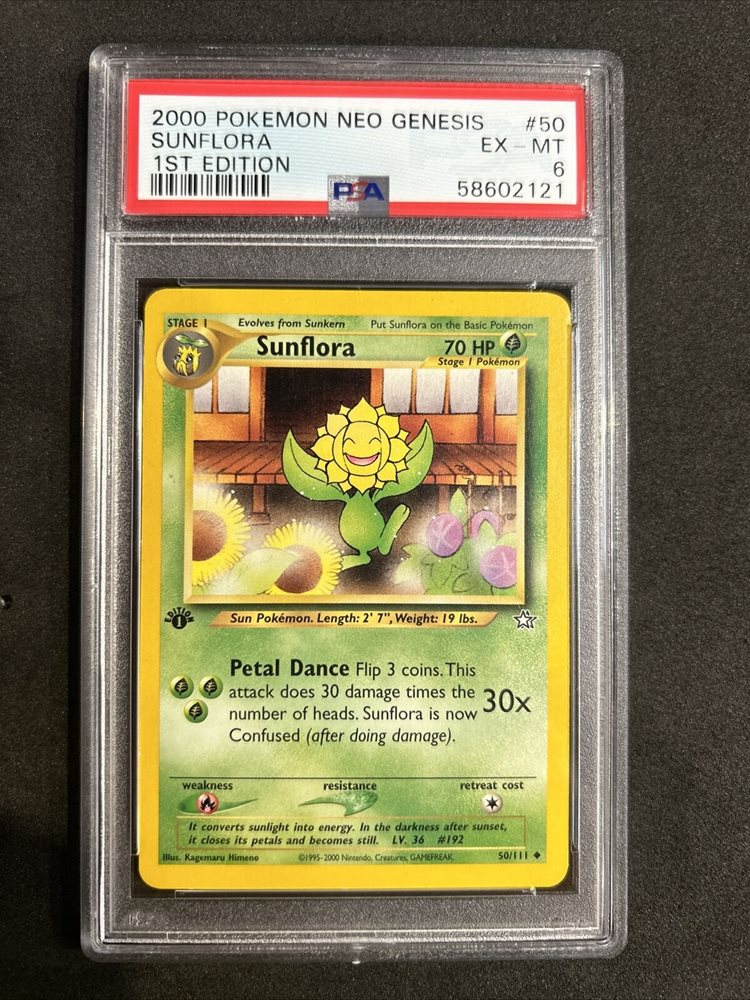 2000 POKEMON NEO GENESIS #50
SUNFLORA EX - MT
1ST EDITION 6
PSA 58602121
STAGE 1 Evolves from Sunkern Put Sunflora on the Basic Pokémon
Sunflora 70 HP
Stage 1 Pokémon
EDITION 1
Sun Pokémon. Length: 2' 7", Weight: 19 lbs.
Petal Dance Flip 3 coins. This
attack does 30 damage times the
number of heads. Sunflora is now
Confused (after doing damage).
30x
weakness resistance retreat cost
It converts sunlight into energy. In the darkness after sunset,
it closes its petals and becomes still. LV. 36 #192
Illus. Kagemaru Himeno ©1995-2000 Nintendo, Creatures, GAMEFREAK. 50/111